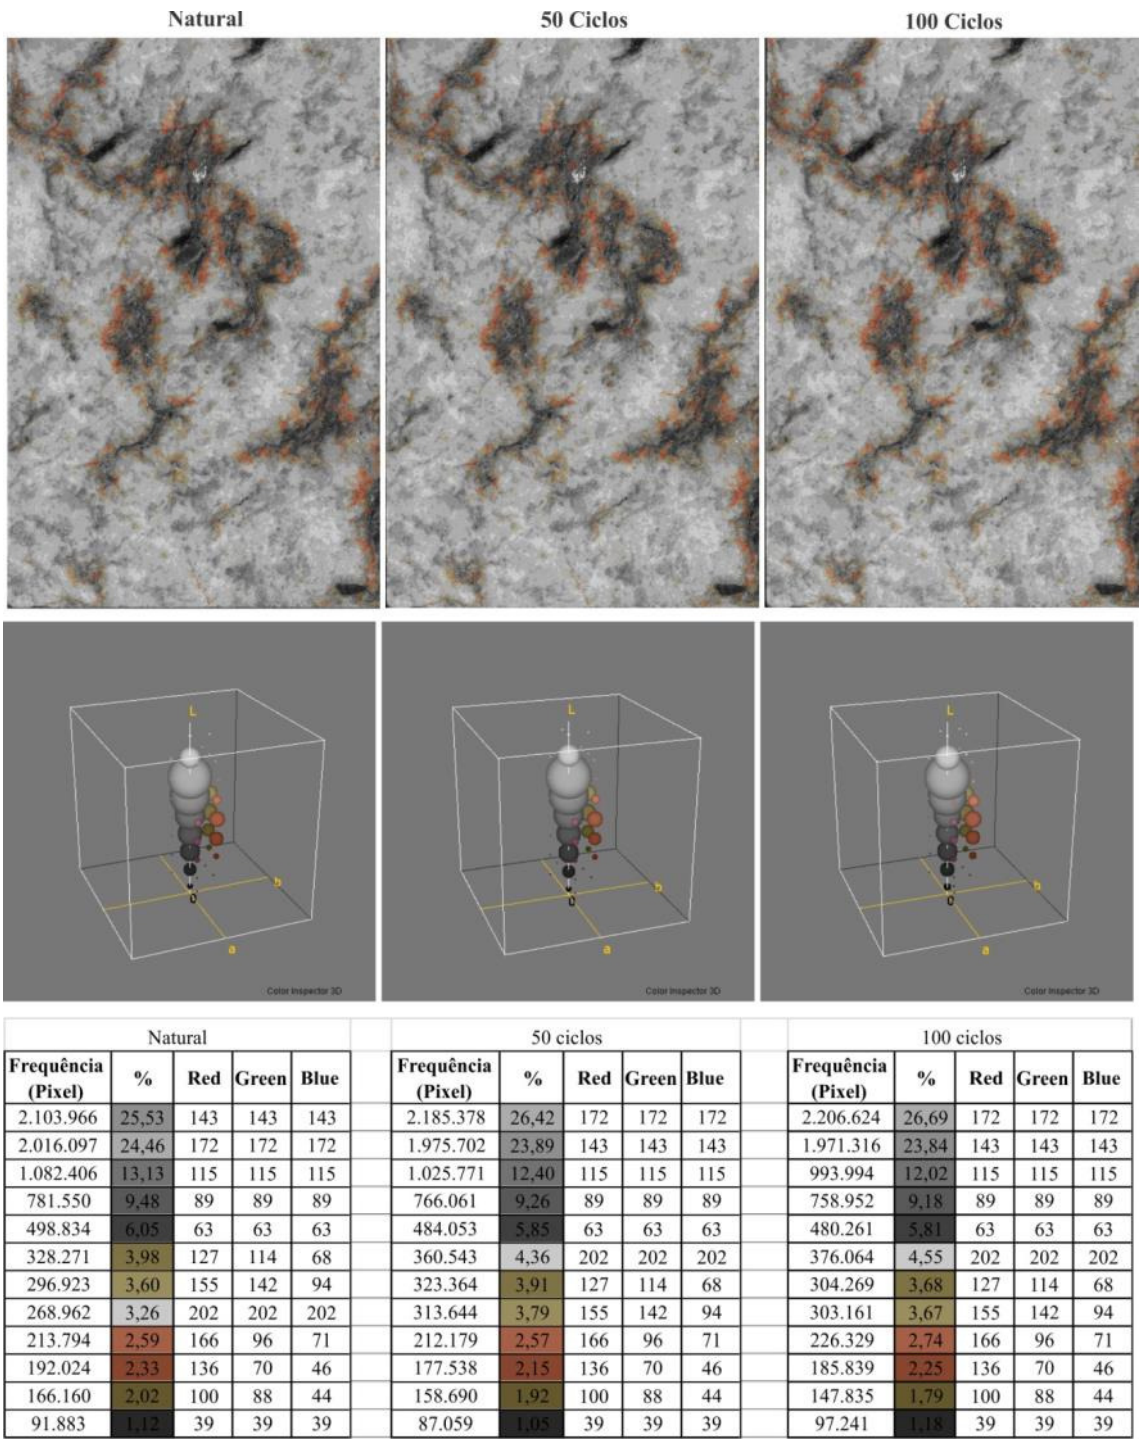 Natural 50 Ciclos 100 Ciclos
L b 0 a
Color Inspector 3D
L b 0 a
Color Inspector 3D
L b 0 a
Color Inspector 3D
Natural 50 ciclos 100 ciclos
Frequência (Pixel) % Red Green Blue Frequência (Pixel) % Red Green Blue Frequência (Pixel) % Red Green Blue
2.103.966 25,53 143 143 143 2.185.378 26,42 172 172 172 2.206.624 26,69 172 172 172
2.016.097 24,46 172 172 172 1.975.702 23,89 143 143 143 1.971.316 23,84 143 143 143
1.082.406 13,13 115 115 115 1.025.771 12,40 115 115 115 993.994 12,02 115 115 115
781.550 9,48 89 89 89 766.061 9,26 89 89 89 758.952 9,18 89 89 89
498.834 6,05 63 63 63 484.053 5,85 63 63 63 480.261 5,81 63 63 63
328.271 3,98 127 114 68 360.543 4,36 202 202 202 376.064 4,55 202 202 202
296.923 3,60 155 142 94 323.364 3,91 127 114 68 304.269 3,68 127 114 68
268.962 3,26 202 202 202 313.644 3,79 155 142 94 303.161 3,67 155 142 94
213.794 2,59 166 96 71 212.179 2,57 166 96 71 226.329 2,74 166 96 71
192.024 2,33 136 70 46 177.538 2,15 136 70 46 185.839 2,25 136 70 46
166.160 2,02 100 88 44 158.690 1,92 100 88 44 147.835 1,79 100 88 44
91.883 1,12 39 39 39 87.059 1,05 39 39 39 97.241 1,18 39 39 39